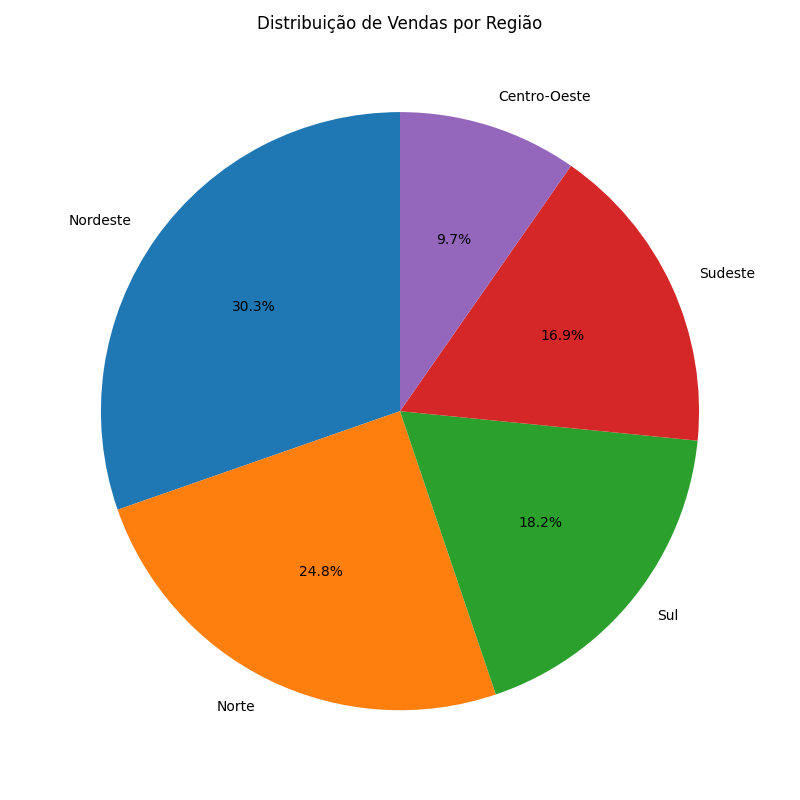 Distribuição de Vendas por Região
Centro-Oeste
Nordeste
9.7%
Sudeste
30.3%
16.9%
18.2%
24.8%
Sul
Norte